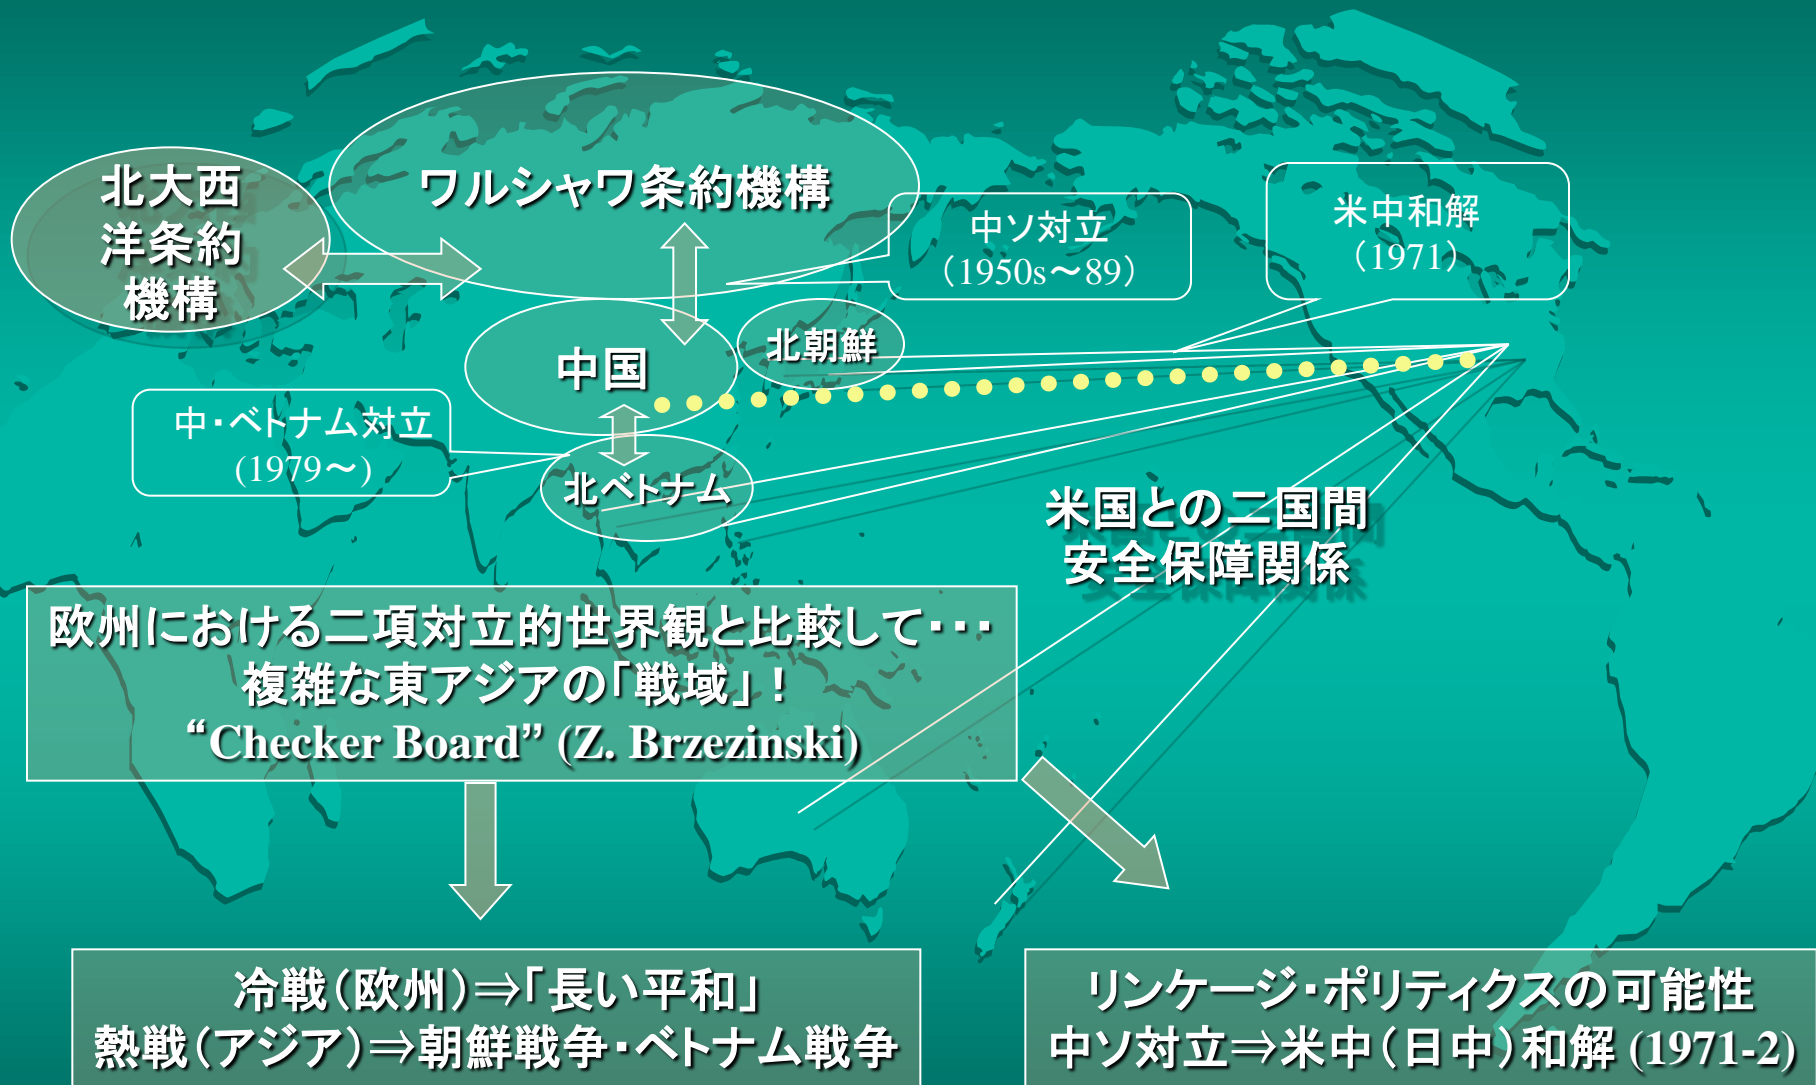 北大西
洋条約
機構
ワルシャワ条約機構
中ソ対立
（1950s～89）
米中和解
（1971）
中国
北朝鮮
中・ベトナム対立
(1979～)
北ベトナム
米国との二国間
安全保障関係
欧州における二項対立的世界観と比較して・・・
複雑な東アジアの「戦域」！
“Checker Board” (Z. Brzezinski)
冷戦（欧州）⇒「長い平和」
熱戦（アジア）⇒朝鮮戦争・ベトナム戦争
リンケージ・ポリティクスの可能性
中ソ対立⇒米中（日中）和解 (1971-2)